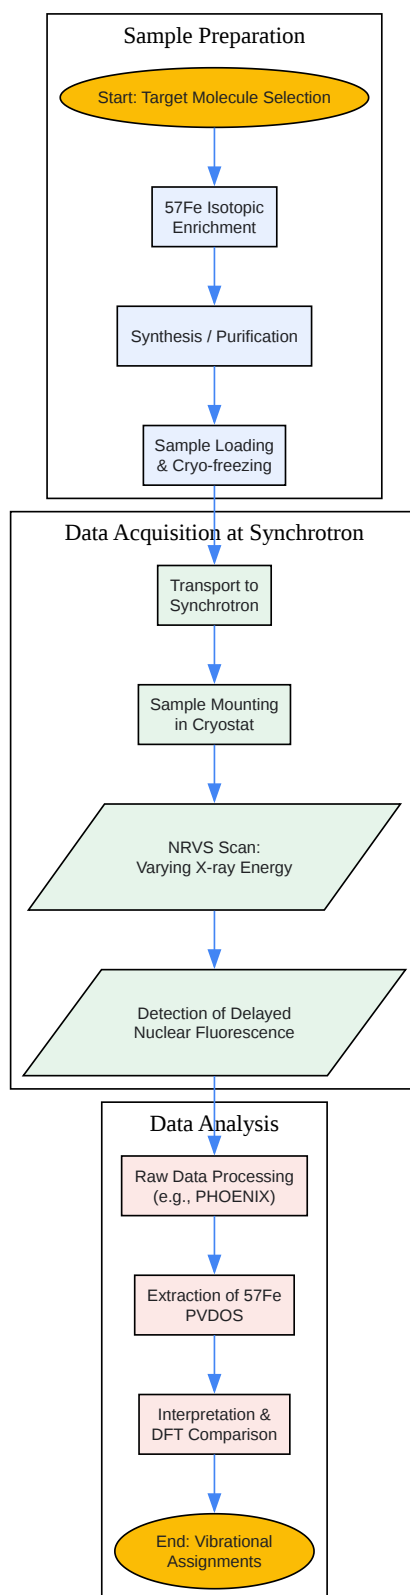 Sample Preparation
Start: Target Molecule Selection
57Fe Isotopic
Enrichment
Synthesis / Purification
Sample Loading
& Cryo-freezing
Data Acquisition at Synchrotron
Transport to
Synchrotron
Sample Mounting
in Cryostat
NRVS Scan:
Varying X-ray Energy
Detection of Delayed
Nuclear Fluorescence
Data Analysis
Raw Data Processing
(e.g., PHOENIX)
Extraction of 57Fe
PVDOS
Interpretation &
DFT Comparison
End: Vibrational
Assignments